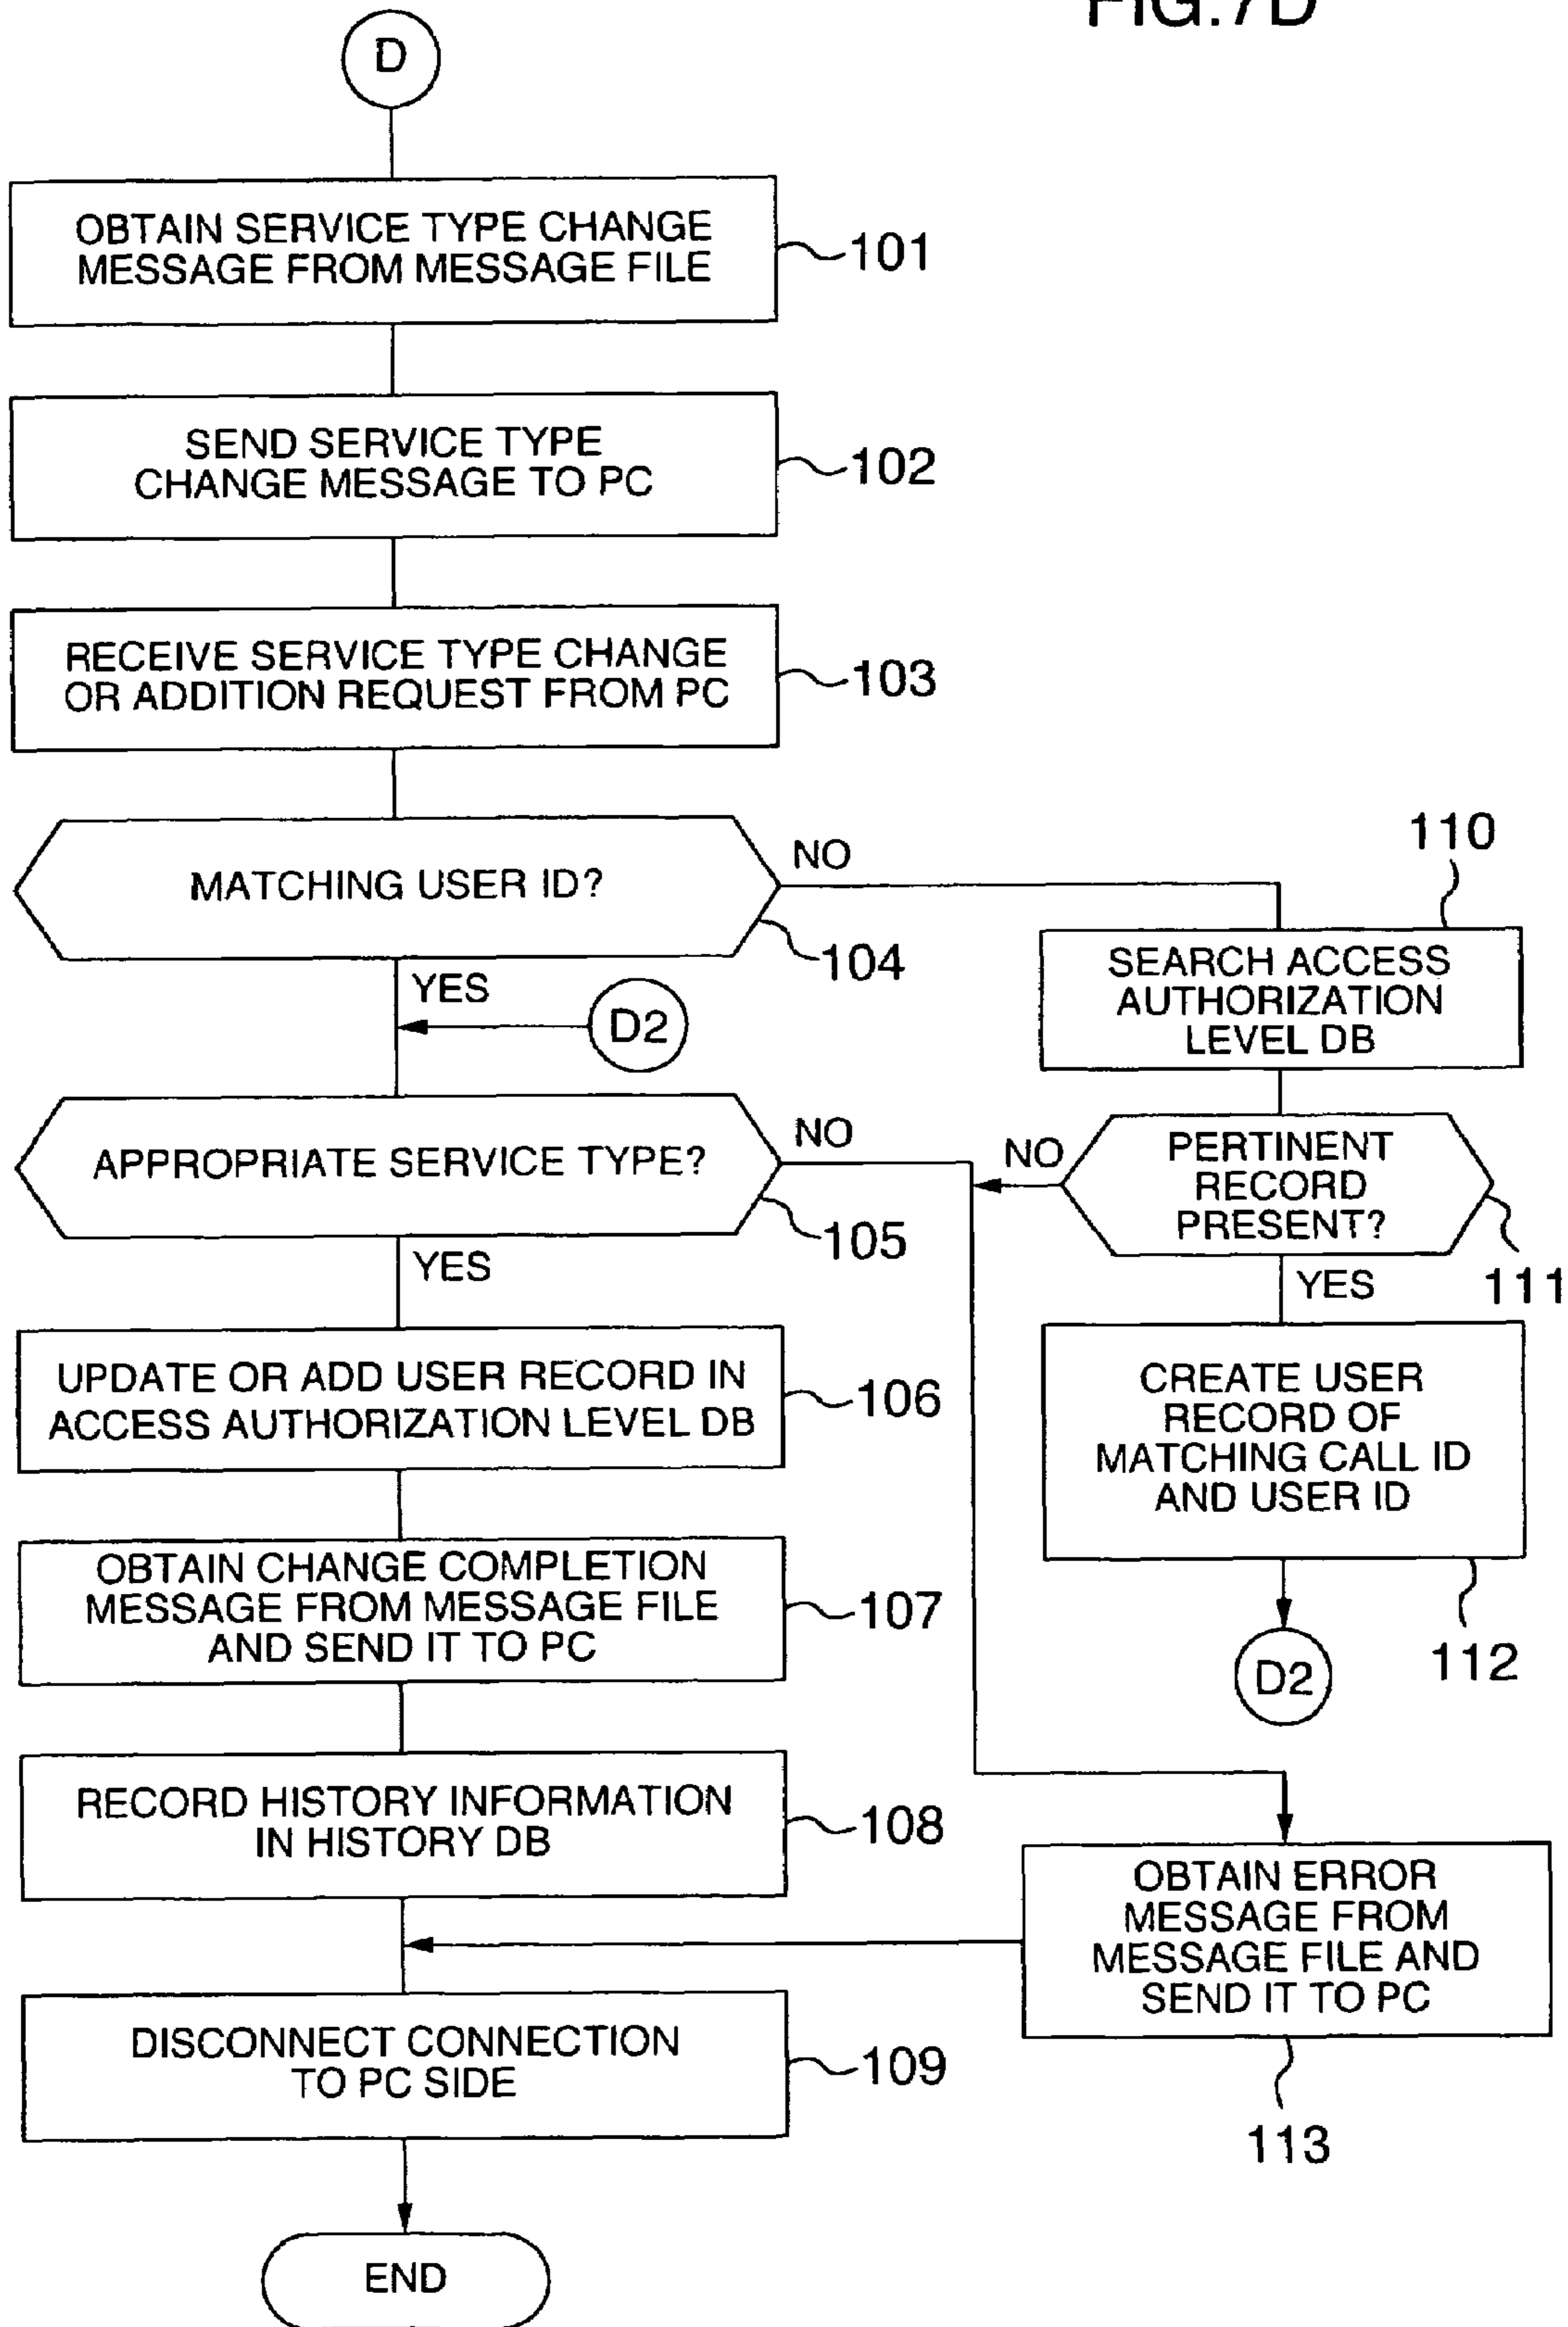 FIG.7D
D
OBTAIN SERVICE TYPE CHANGE
MESSAGE FROM MESSAGE FILE
101
SEND SERVICE TYPE
CHANGE MESSAGE TO PC
102
RECEIVE SERVICE TYPE CHANGE
OR ADDITION REQUEST FROM PC
103
MATCHING USER ID?
NO
104
YES
D2
110
SEARCH ACCESS
AUTHORIZATION
LEVEL DB
APPROPRIATE SERVICE TYPE?
NO
105
YES
NO
PERTINENT
RECORD
PRESENT?
111
YES
UPDATE OR ADD USER RECORD IN
ACCESS AUTHORIZATION LEVEL DB
106
CREATE USER
RECORD OF
MATCHING CALL ID
AND USER ID
112
D2
OBTAIN CHANGE COMPLETION
MESSAGE FROM MESSAGE FILE
AND SEND IT TO PC
107
RECORD HISTORY INFORMATION
IN HISTORY DB
108
OBTAIN ERROR
MESSAGE FROM
MESSAGE FILE AND
SEND IT TO PC
113
DISCONNECT CONNECTION
TO PC SIDE
109
END